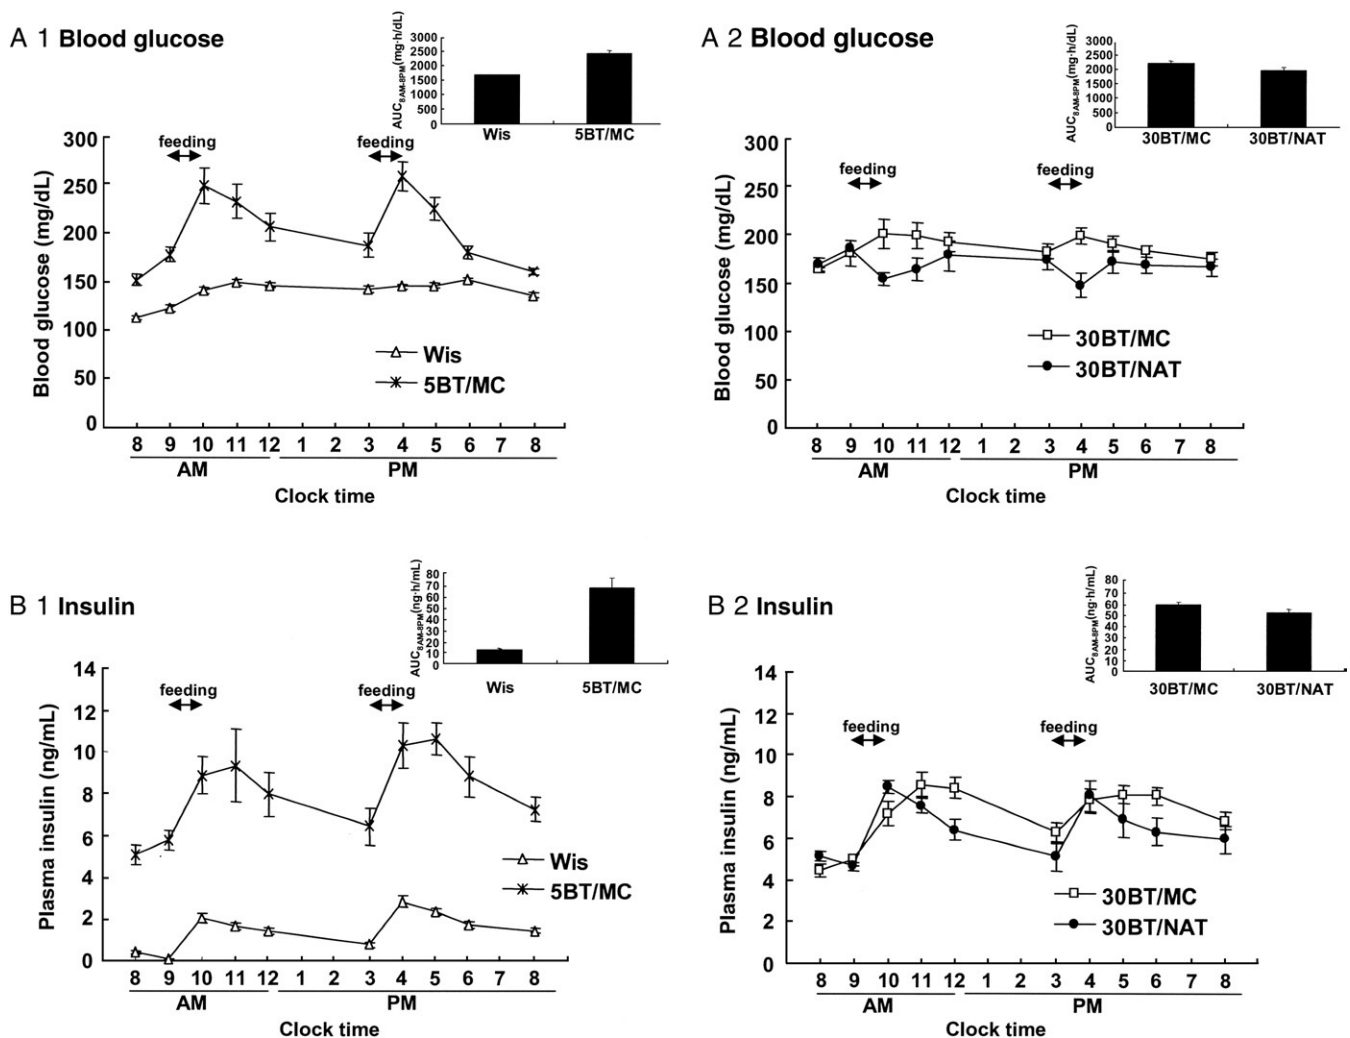 A 1 Blood glucose
AUC8AM-8PM(mg·h/dL)
3000
2500
2000
1500
1000
500
0
Wis 5BT/MC
feeding feeding
Blood glucose (mg/dL)
300
250
200
150
100
50
0
Wis
5BT/MC
8 9 10 11 12 1 2 3 4 5 6 7 8
AM PM
Clock time
A 2 Blood glucose
AUC8AM-8PM(mg·h/dL)
3000
2500
2000
1500
1000
5000
0
30BT/MC 30BT/NAT
feeding feeding
Blood glucose (mg/dL)
300
250
200
150
100
50
0
30BT/MC
30BT/NAT
8 9 10 11 12 1 2 3 4 5 6 7 8
AM PM
Clock time
B 1 Insulin
AUC8AM-8PM(ng·h/mL)
80
70
60
50
40
30
20
10
0
Wis 5BT/MC
feeding feeding
Plasma insulin (ng/mL)
14
12
10
8
6
4
2
0
Wis
5BT/MC
8 9 10 11 12 1 2 3 4 5 6 7 8
AM PM
Clock time
B 2 Insulin
AUC8AM-8PM(ng·h/mL)
80
60
50
40
30
20
10
0
30BT/MC 30BT/NAT
feeding feeding
Plasma insulin (ng/mL)
14
12
10
8
6
4
2
0
30BT/MC
30BT/NAT
8 9 10 11 12 1 2 3 4 5 6 7 8
AM PM
Clock time